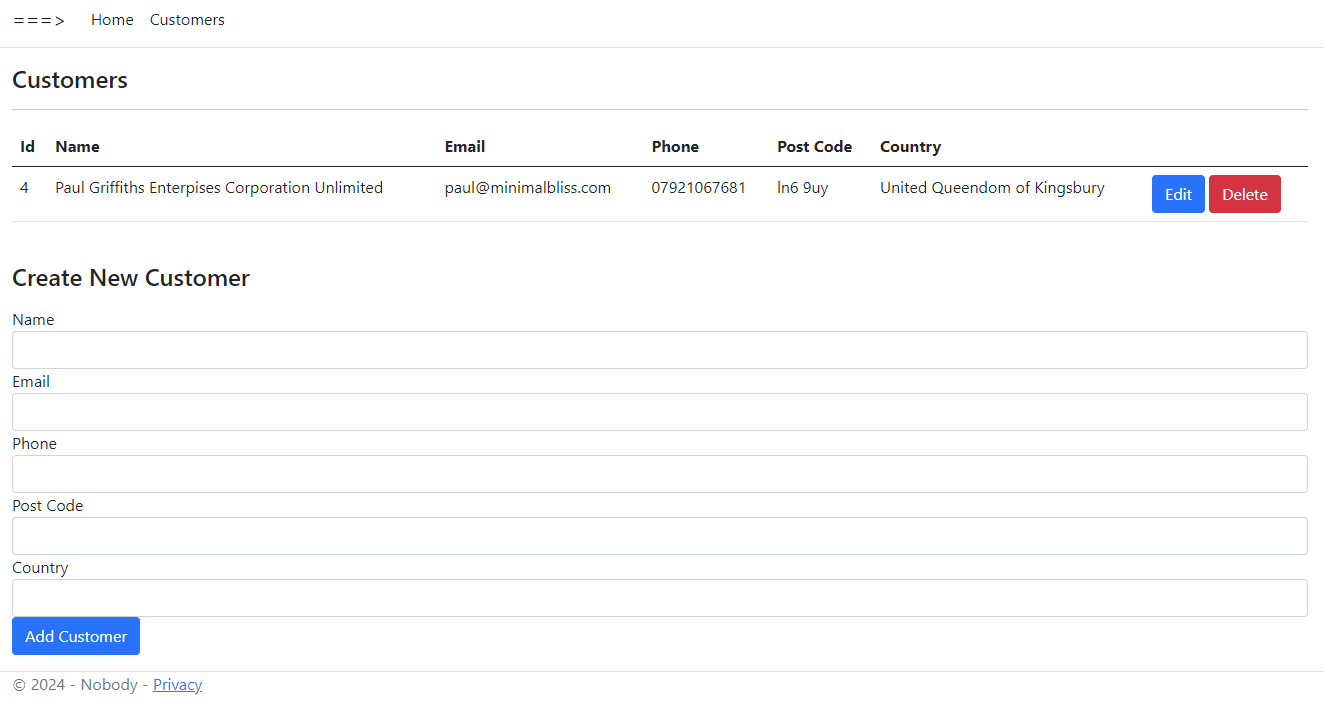 ===> Home Customers
Customers
Id Name Email Phone Post Code Country
4 Paul Griffiths Enterpises Corporation Unlimited paul@minimalbliss.com 07921067681 ln6 9uy United Queendom of Kingsbury Edit Delete
Create New Customer
Name
Email
Phone
Post Code
Country
Add Customer
© 2024 - Nobody - Privacy